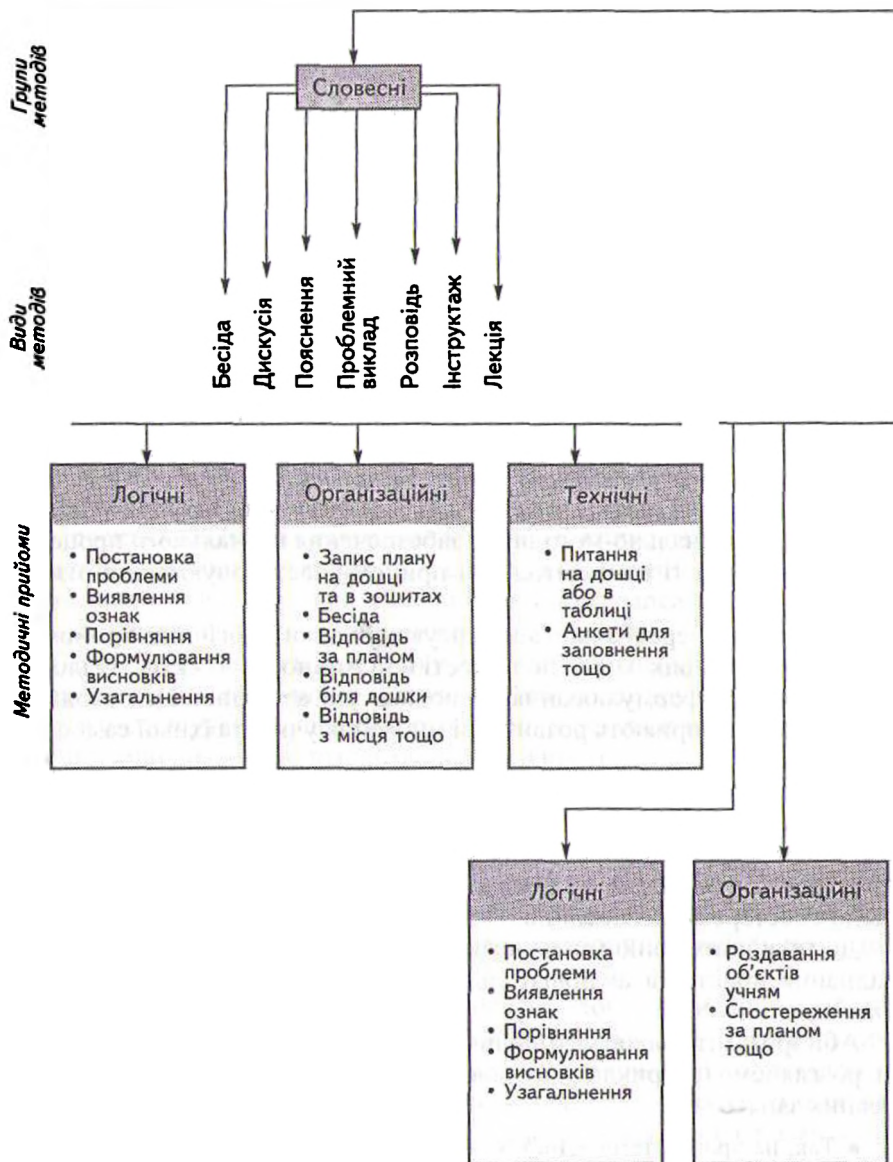 Групи
методів
Словесні
Види
методів
Бесіда
Дискусія
Пояснення
Проблемний
виклад
Розповідь
Інструктаж
Лекція
Методичні прийоми
Логічні
• Постановка
проблеми
• Виявлення
ознак
• Порівняння
• Формулювання
висновків
• Узагальнення
Організаційні
• Запис плану
на дошці
та в зошитах
• Бесіда
• Відповідь
за планом
• Відповідь
біля дошки
• Відповідь
з місця тощо
Технічні
• Питання
на дошці
або в
таблиці
• Анкети для
заповнення
тощо
Логічні
• Постановка
проблеми
• Виявлення
ознак
• Порівняння
• Формулювання
висновків
• Узагальнення
Організаційні
• Роздавання
об’єктів
учням
• Спостереження
за планом
тощо